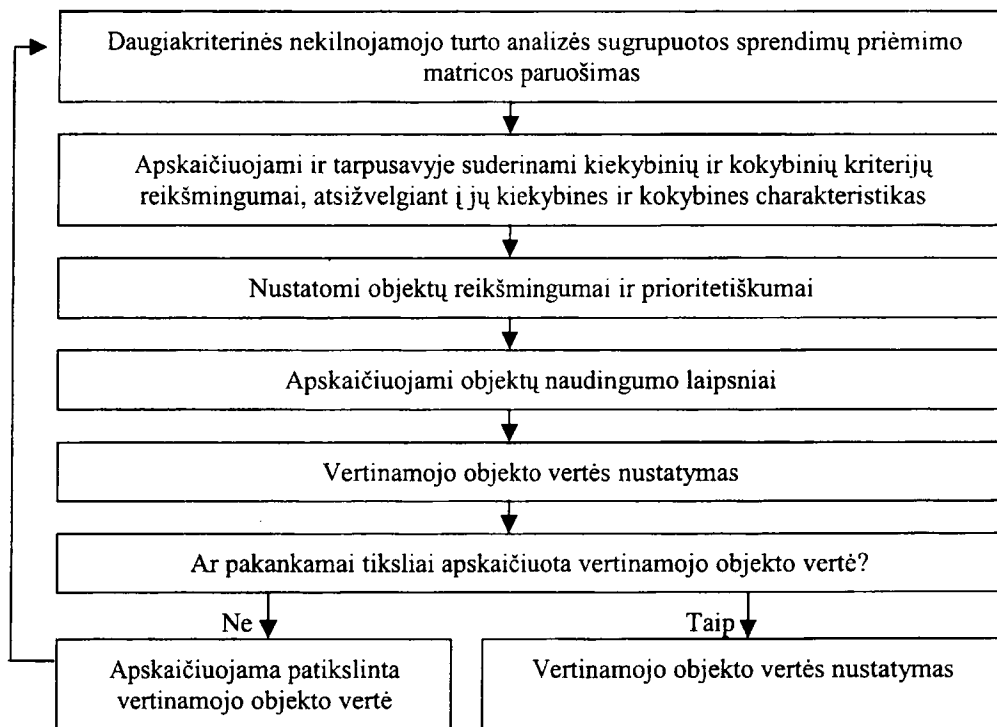 Daugiakriterinės nekilnojamojo turto analizės sugrupuotos sprendimų priėmimo
matricos paruošimas
Apskaičiuojami ir tarpusavyje suderinami kiekybinių ir kokybinių kriterijų
reikšmingumai, atsižvelgiant į jų kiekybines ir kokybines charakteristikas
Nustatomi objektų reikšmingumai ir prioritetiškumai
Apskaičiuojami objektų naudingumo laipsniai
Vertinamojo objekto vertės nustatymas
Ar pakankamai tiksliai apskaičiuota vertinamojo objekto vertė?
Ne
Taip
Apskaičiuojama patikslinta
vertinamojo objekto vertė
Vertinamojo objekto vertės nustatymas